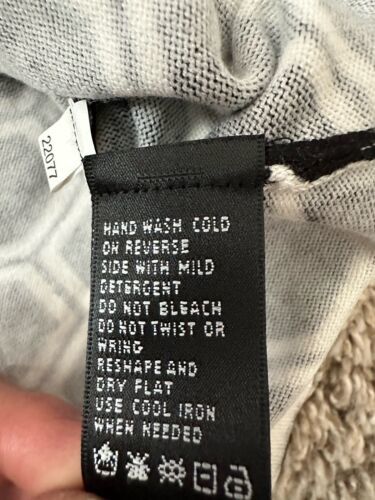 22077
HAND WASH COLD
ON REVERSE
SIDE WITH MILD
DETERGENT
DO NOT BLEACH
DO NOT TWIST OR
WRING
RESHAPE AND
DRY FLAT
USE COOL IRON
WHEN NEEDED